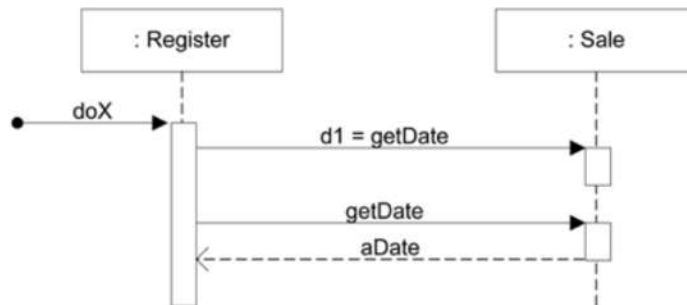 : Register
: Sale
doX
d1 = getDate
getDate
aDate